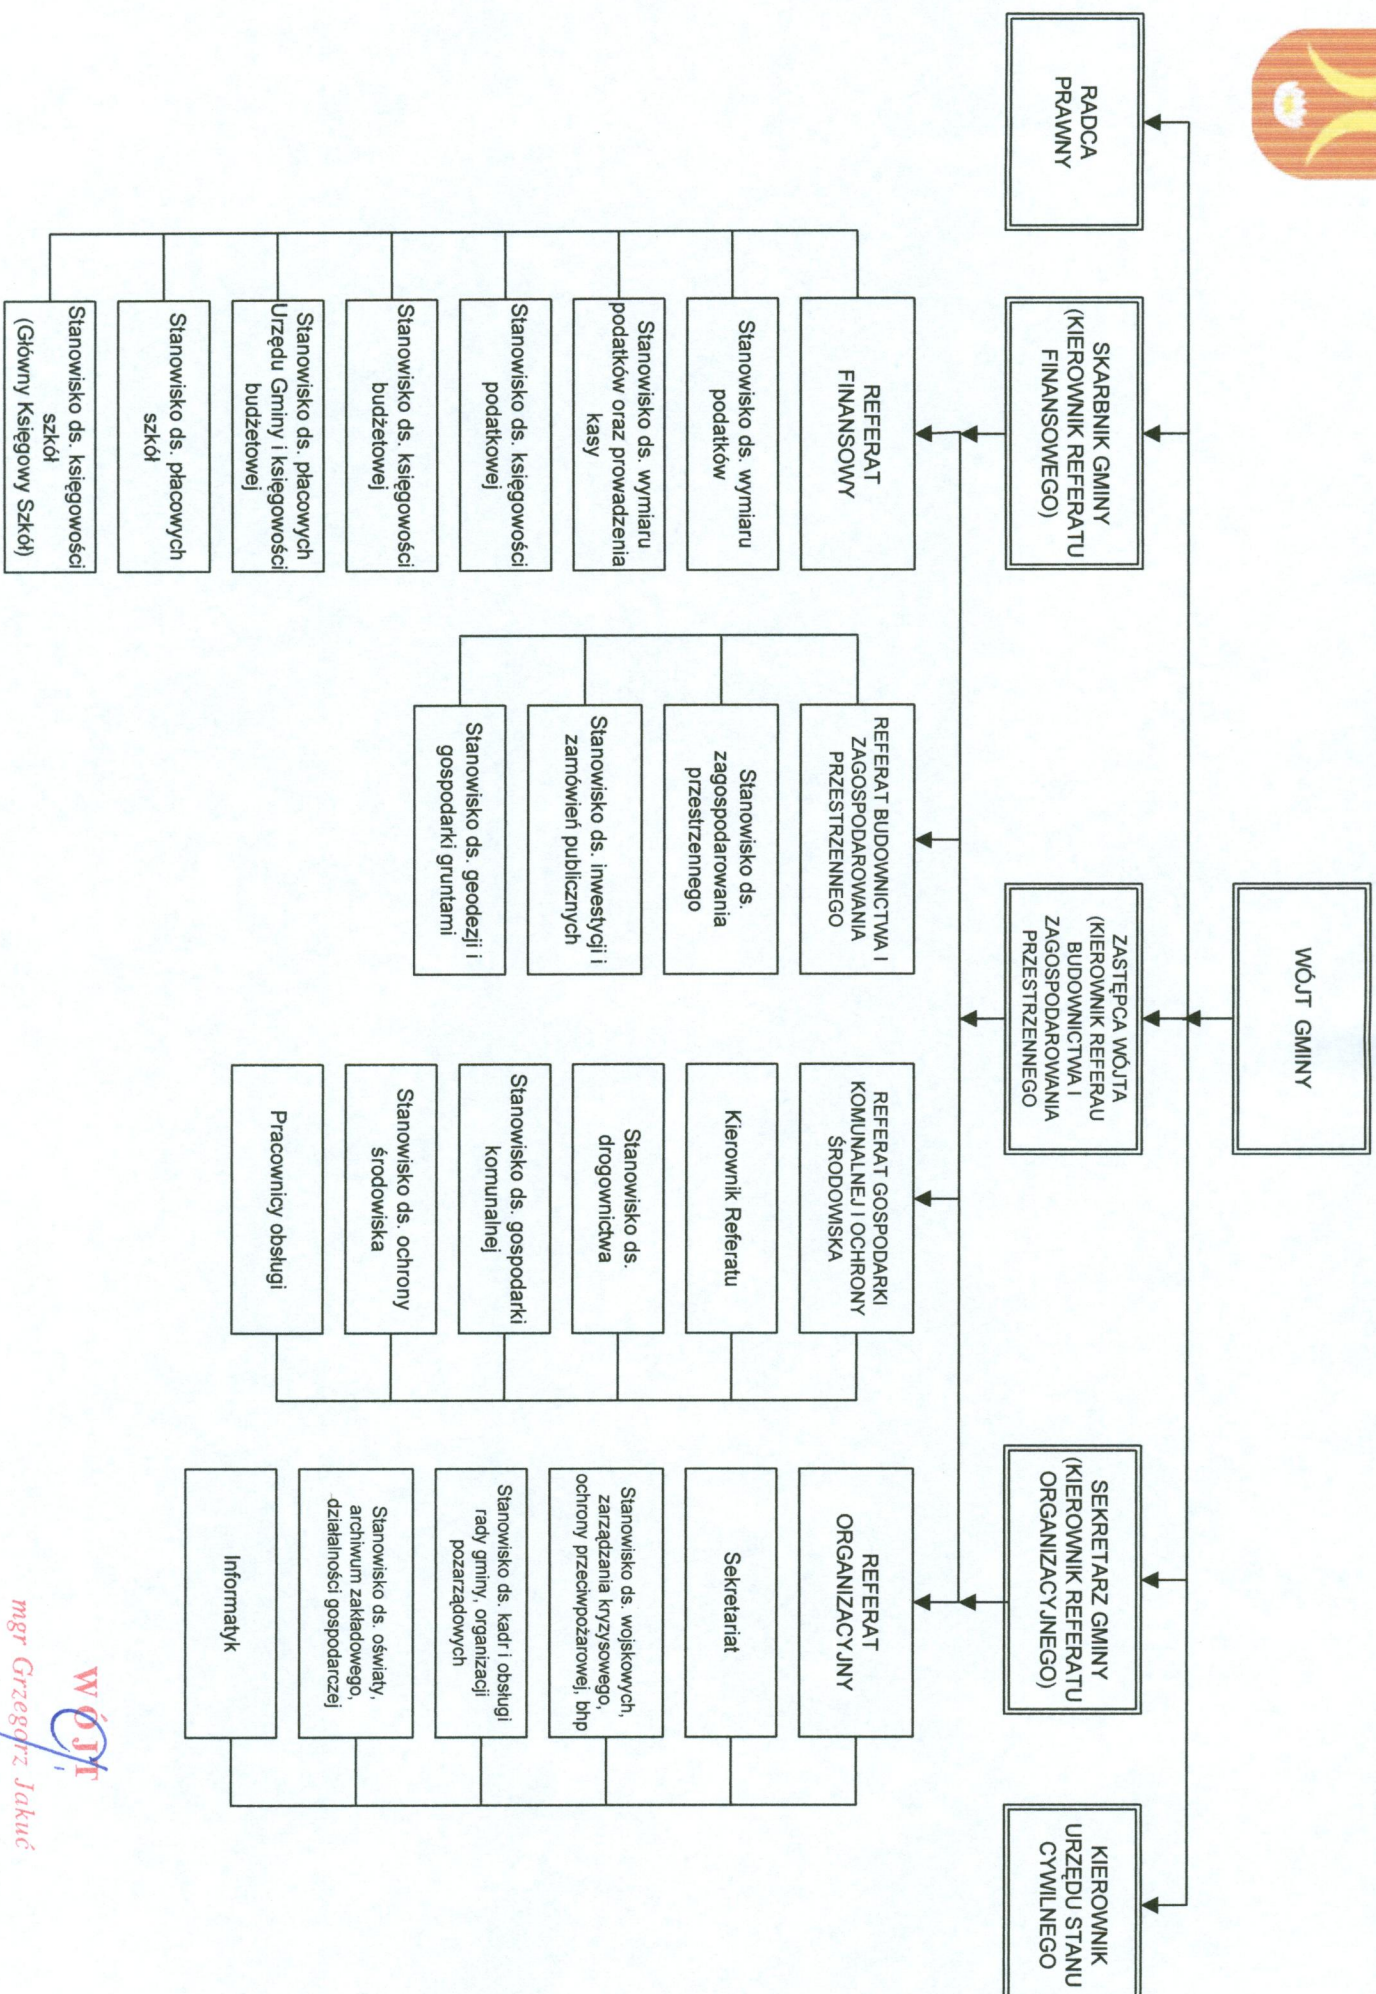 WÓJT GMINY
RADCA
PRAWNY
SKARBNIK GMINY
(KIEROWNIK REFERATU
FINANSOWEGO)
ZASTĘPCA WÓJTA
(KIEROWNIK REFERAU
BUDOWNICTWA I
ZAGOSPODAROWANIA
PRZESTRZENNEGO
SEKRETARZ GMINY
(KIEROWNIK REFERATU
ORGANIZACYJNEGO)
KIEROWNIK
URZĘDU STANU
CYWILNEGO
REFERAT
FINANSOWY
Stanowisko ds. wymiaru
podatków
Stanowisko ds. wymiaru
podatków oraz prowadzenia
kasy
Stanowisko ds. księgowości
podatkowej
Stanowisko ds. księgowości
budżetowej
Stanowisko ds. płacowych
Urzędu Gminy i księgowości
budżetowej
Stanowisko ds. płacowych
szkół
Stanowisko ds. księgowości
szkół
(Główny Księgowy Szkół)
REFERAT BUDOWNICTWA I
ZAGOSPODAROWANIA
PRZESTRZENNEGO
Stanowisko ds.
zagospodarowania
przestrzennego
Stanowisko ds. inwestycji i
zamówień publicznych
Stanowisko ds. geodezji i
gospodarki gruntami
REFERAT GOSPODARKI
KOMUNALNEJ I OCHRONY
ŚRODOWISKA
Kierownik Referatu
Stanowisko ds.
drogownictwa
Stanowisko ds. gospodarki
komunalnej
Stanowisko ds. ochrony
środowiska
Pracownicy obsługi
REFERAT
ORGANIZACYJNY
Sekretariat
Stanowisko ds. wojskowych,
zarządzania kryzysowego,
ochrony przeciwpożarowej, bhp
Stanowisko ds. kadr i obsługi
rady gminy, organizacji
pozarządowych
Stanowisko ds. oświaty,
archiwum zakładowego,
działalności gospodarczej
Informatyk
WÓJT
mgr Grzegorz Jakuć